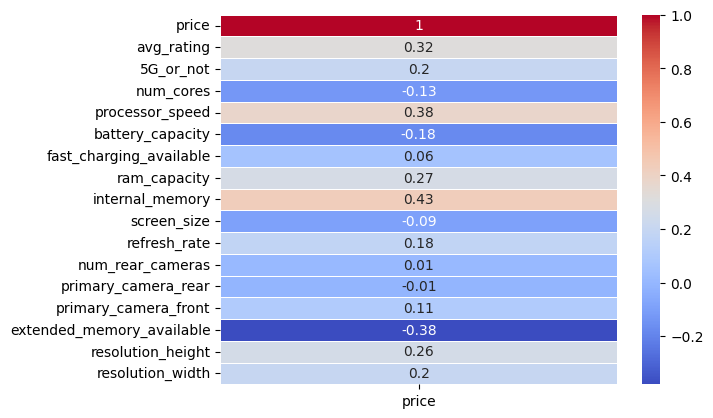 price 1
avg_rating 0.32
5G_or_not 0.2
num_cores -0.13
processor_speed 0.38
battery_capacity -0.18
fast_charging_available 0.06
ram_capacity 0.27
internal_memory 0.43
screen_size -0.09
refresh_rate 0.18
num_rear_cameras 0.01
primary_camera_rear -0.01
primary_camera_front 0.11
extended_memory_available -0.38
resolution_height 0.26
resolution_width 0.2
price
1.0
0.8
0.6
0.4
0.2
0.0
−0.2